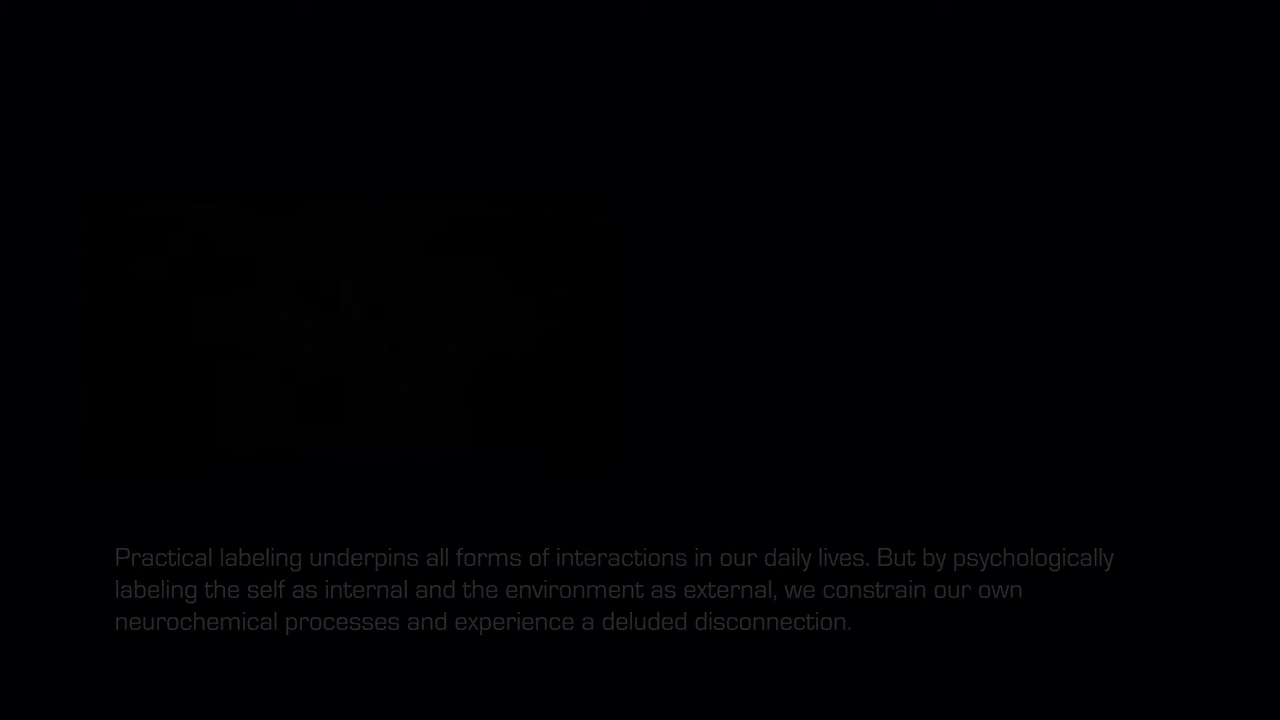 Practical labeling underpins all forms of interactions in our daily lives. But by psychologically
labeling the self as internal and the environment as external, we constrain our own
neurochemical processes and experience a deluded disconnection.